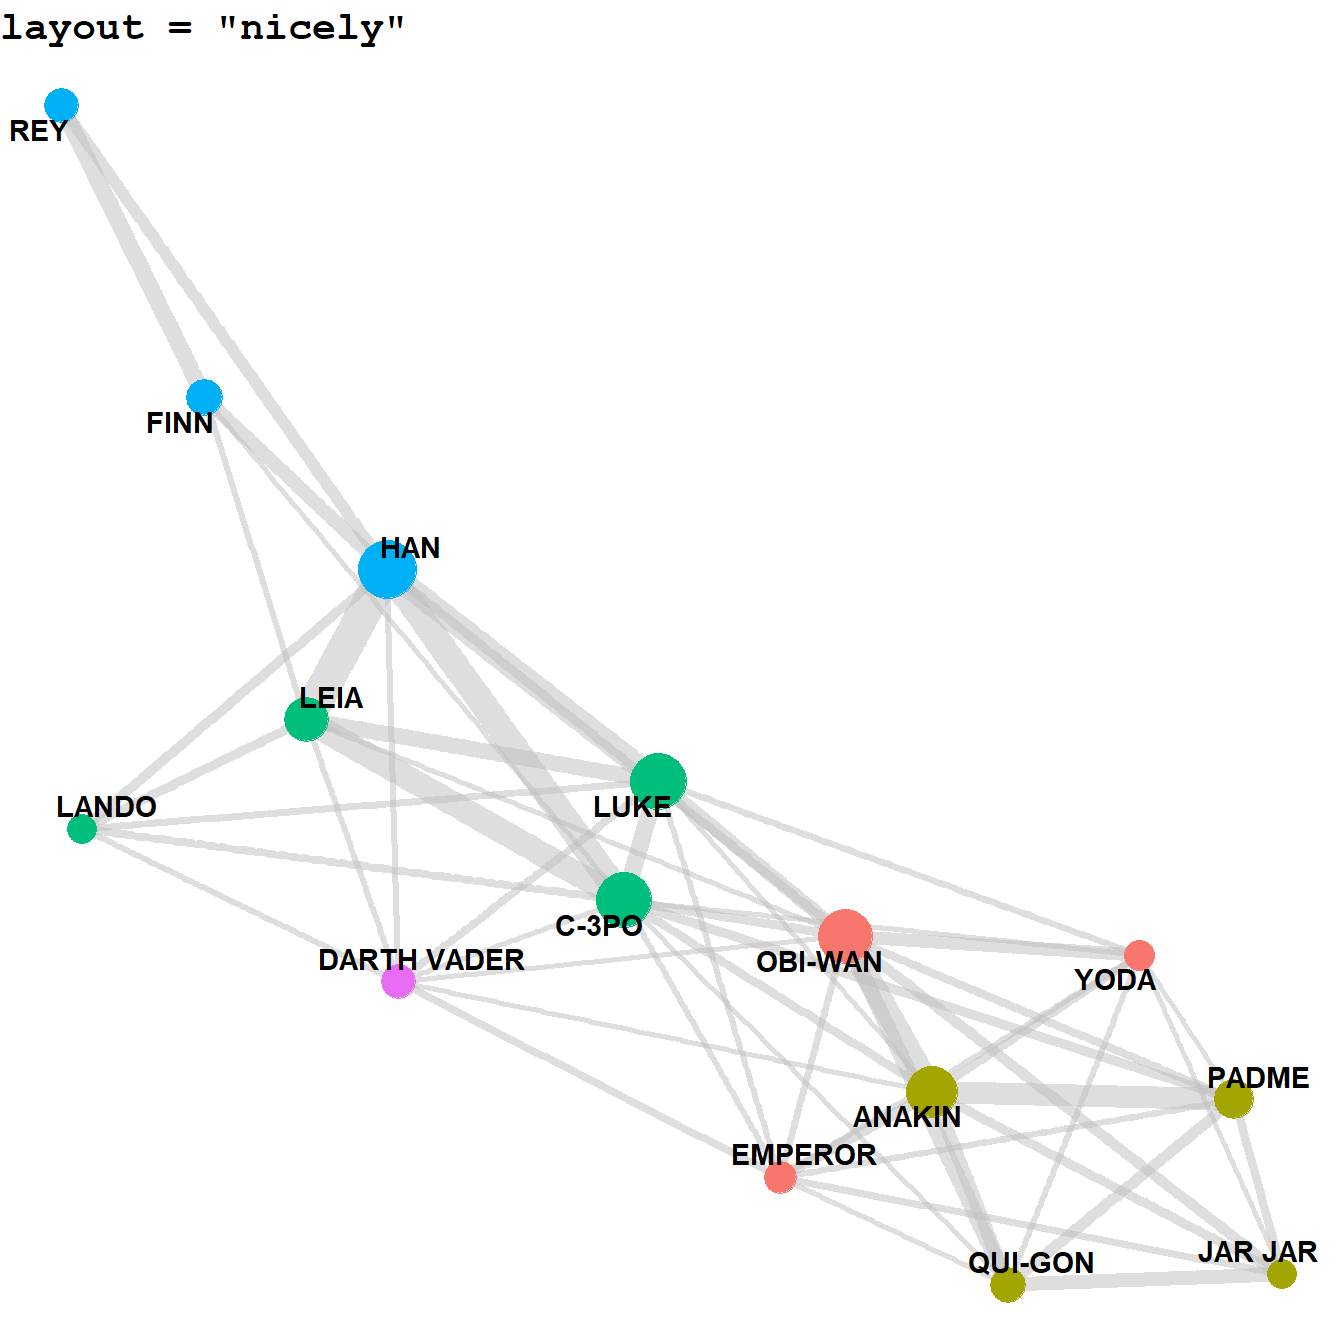 layout = "nicely"
REY
FINN
HAN
LEIA
LANDO
LUKE
C-3PO
DARTH VADER
OBI-WAN
YODA
PADME
ANAKIN
EMPEROR
QUI-GON
JAR JAR